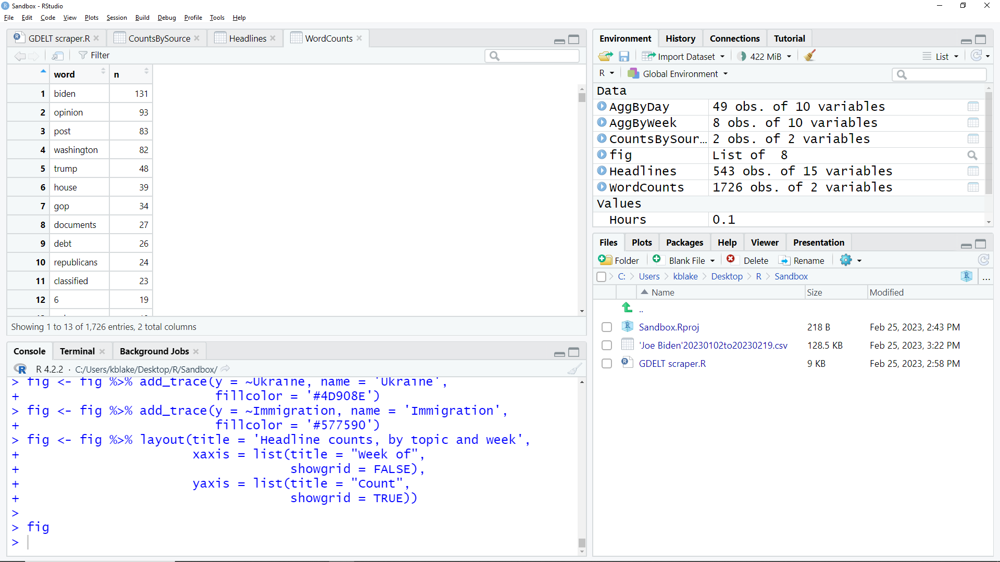 Sandbox - RStudio
File Edit Code View Plots Session Build Debug Profile Tools Help
GDELT scraper.R CountsBySource Headlines WordCounts
Filter
word n
1 biden 131
2 opinion 93
3 post 83
4 washington 82
5 trump 48
6 house 39
7 gop 34
8 documents 27
9 debt 26
10 republicans 24
11 classified 23
12 6 19
Showing 1 to 13 of 1,726 entries, 2 total columns
Console Terminal Background Jobs
R 4.2.2 · C:/Users/kblake/Desktop/R/Sandbox/
> fig <- fig %>% add_trace(y = ~Ukraine, name = 'Ukraine',
+ fillcolor = '#4D908E')
> fig <- fig %>% add_trace(y = ~Immigration, name = 'Immigration',
+ fillcolor = '#577590')
> fig <- fig %>% layout(title = 'Headline counts, by topic and week',
+ xaxis = list(title = "Week of",
+ showgrid = FALSE),
+ yaxis = list(title = "Count",
+ showgrid = TRUE))
>
> fig
>
Environment History Connections Tutorial
Import Dataset 422 MiB List
R Global Environment
Data
AggByDay 49 obs. of 10 variables
AggByWeek 8 obs. of 10 variables
CountsBySour... 2 obs. of 2 variables
fig List of 8
Headlines 543 obs. of 15 variables
WordCounts 1726 obs. of 2 variables
Values
Hours 0.1
Files Plots Packages Help Viewer Presentation
Folder Blank File Delete Rename
C: Users kblake Desktop R Sandbox ...
Name Size Modified
..
Sandbox.Rproj 218 B Feb 25, 2023, 2:43 PM
'Joe Biden'20230102to20230219.csv 128.5 KB Feb 25, 2023, 3:22 PM
GDELT scraper.R 9 KB Feb 25, 2023, 2:58 PM